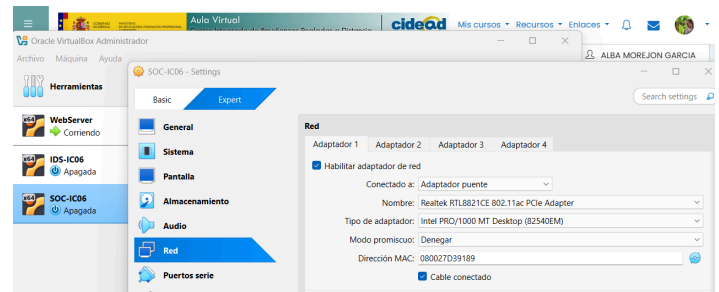 GOBIERNO DE ESPAÑA
MINISTERIO
Aula Virtual
cidead
Mis cursos
Recursos
Enlaces
Oracle VirtualBox Administrador
ALBA MOREJON GARCIA
Archivo Máquina Ayuda
SOC-IC06 - Settings
Herramientas
Basic
Expert
Search settings
WebServer
Corriendo
IDS-IC06
Apagada
SOC-IC06
Apagada
General
Sistema
Pantalla
Almacenamiento
Audio
Red
Puertos serie
Red
Adaptador 1 Adaptador 2 Adaptador 3 Adaptador 4
Habilitar adaptador de red
Conectado a: Adaptador puente
Nombre: Realtek RTL8821CE 802.11ac PCIe Adapter
Tipo de adaptador: Intel PRO/1000 MT Desktop (82540EM)
Modo promiscuo: Denegar
Dirección MAC: 080027D39189
Cable conectado